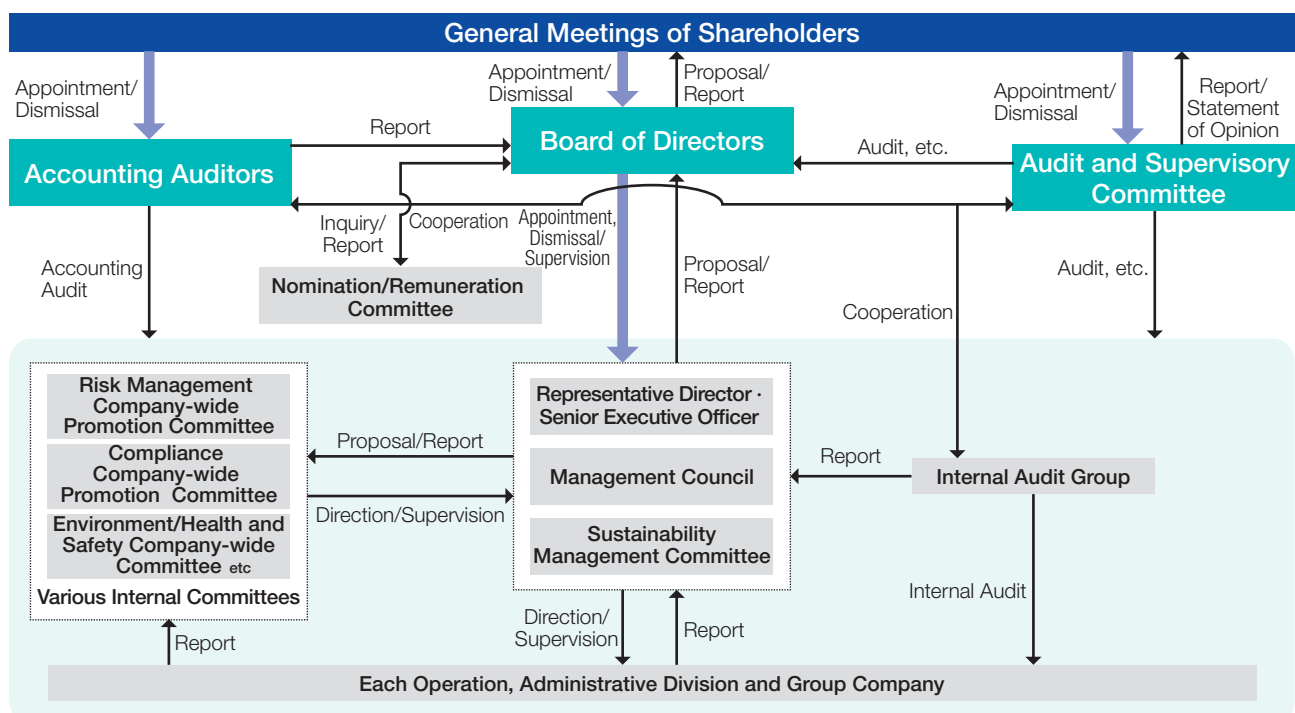 General Meetings of Shareholders
Appointment/
Dismissal
Appointment/
Dismissal
Proposal/
Report
Appointment/
Dismissal
Report/
Statement
of Opinion
Accounting Auditors
Report
Board of Directors
Audit, etc.
Audit and Supervisory
Committee
Inquiry/
Report
Cooperation
Appointment,
Dismissal/
Supervision
Proposal/
Report
Accounting
Audit
Nomination/Remuneration
Committee
Cooperation
Audit, etc.
Risk Management
Company-wide
Promotion Committee
Compliance
Company-wide
Promotion Committee
Environment/Health and
Safety Company-wide
Committee etc
Various Internal Committees
Proposal/Report
Direction/Supervision
Representative Director ·
Senior Executive Officer
Management Council
Sustainability
Management Committee
Report
Internal Audit Group
Internal Audit
Report
Direction/
Supervision
Report
Each Operation, Administrative Division and Group Company